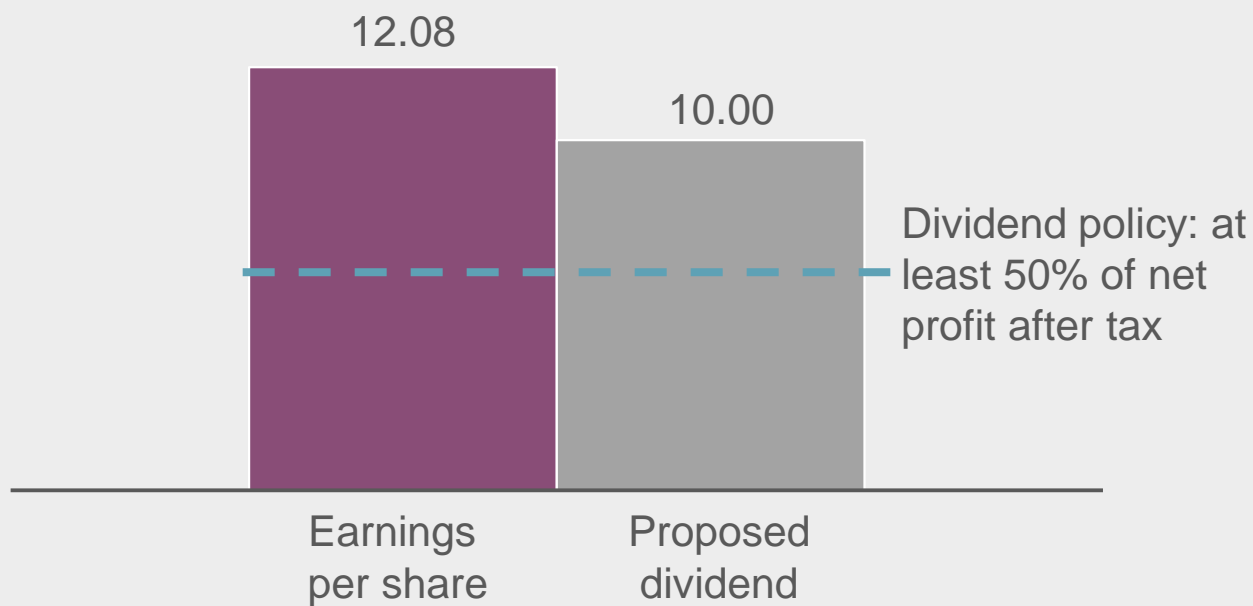 12.08
10.00
Dividend policy: at
least 50% of net
profit after tax
Earnings
per share
Proposed
dividend